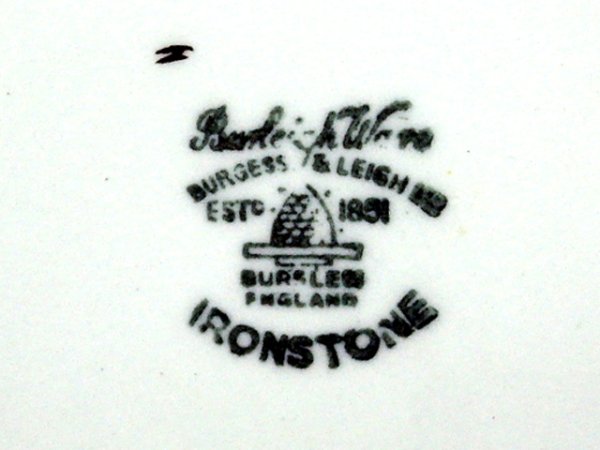 Burleigh Ware
BURGESS & LEIGH LTD
ESTD 1851
BURSLEM
ENGLAND
IRONSTONE